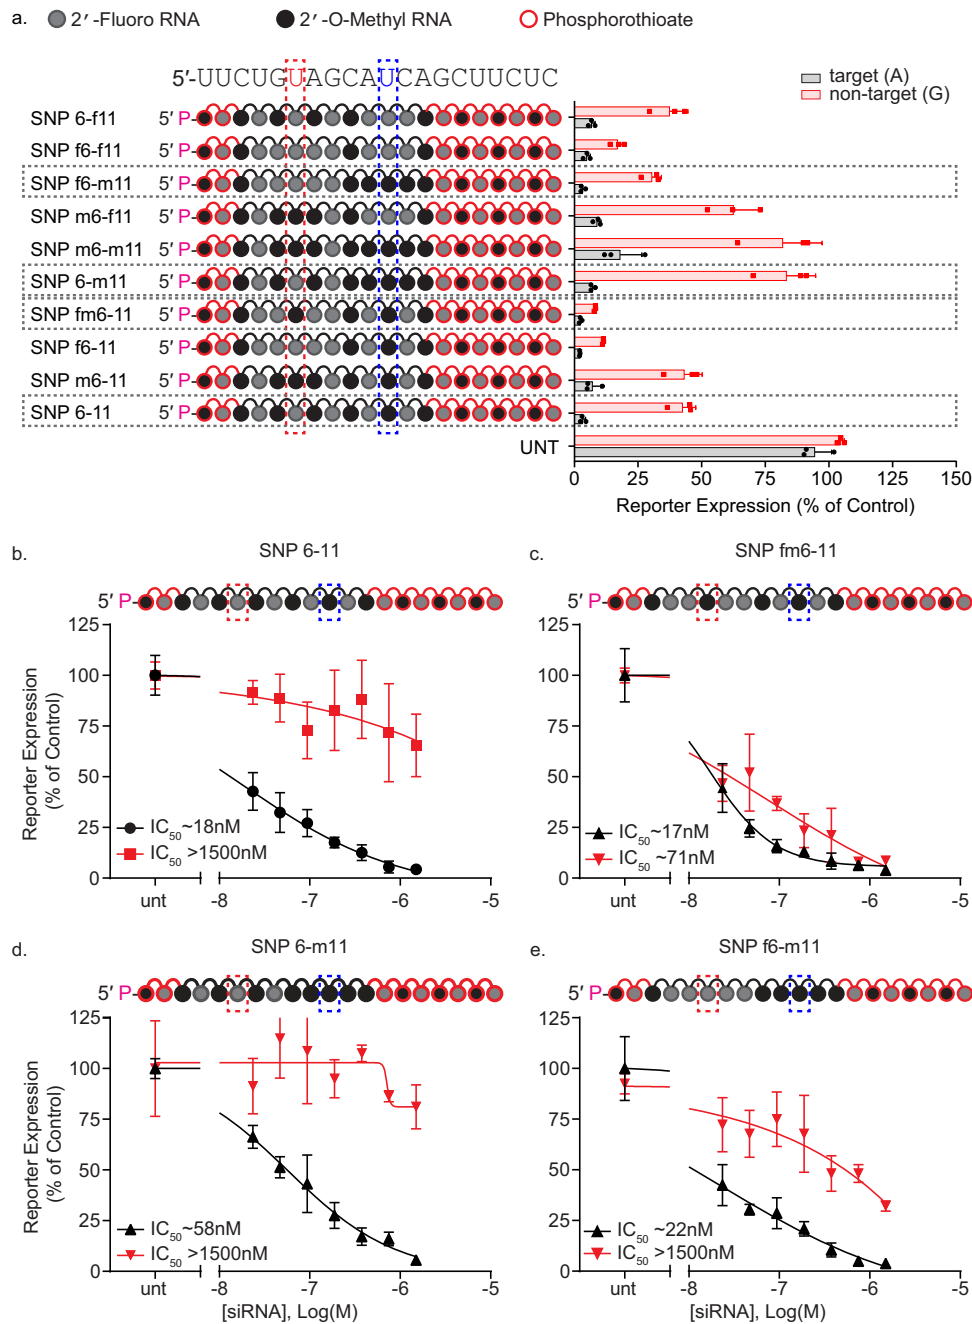 a. 2′-Fluoro RNA 2′-O-Methyl RNA Phosphorothioate
5′-UUCUGUAGCAUCAGCUUCUC
target (A)
non-target (G)
SNP 6-f11 5′ P
SNP f6-f11 5′ P
SNP f6-m11 5′ P
SNP m6-f11 5′ P
SNP m6-m11 5′ P
SNP 6-m11 5′ P
SNP fm6-11 5′ P
SNP f6-11 5′ P
SNP m6-11 5′ P
SNP 6-11 5′ P
UNT
0 25 50 75 100 125 150
Reporter Expression (% of Control)
b. SNP 6-11
5′ P
Reporter Expression
(% of Control)
100
75
50
25
0
IC50 ~18nM
IC50 >1500nM
unt -8 -7 -6 -5
c. SNP fm6-11
5′ P
100
75
50
25
0
IC50 ~17nM
IC50 ~71nM
unt -8 -7 -6 -5
d. SNP 6-m11
5′ P
Reporter Expression
(% of Control)
100
75
50
25
0
IC50 ~58nM
IC50 >1500nM
unt -8 -7 -6 -5
[siRNA], Log(M)
e. SNP f6-m11
5′ P
100
75
50
25
0
IC50 ~22nM
IC50 >1500nM
unt -8 -7 -6 -5
[siRNA], Log(M)